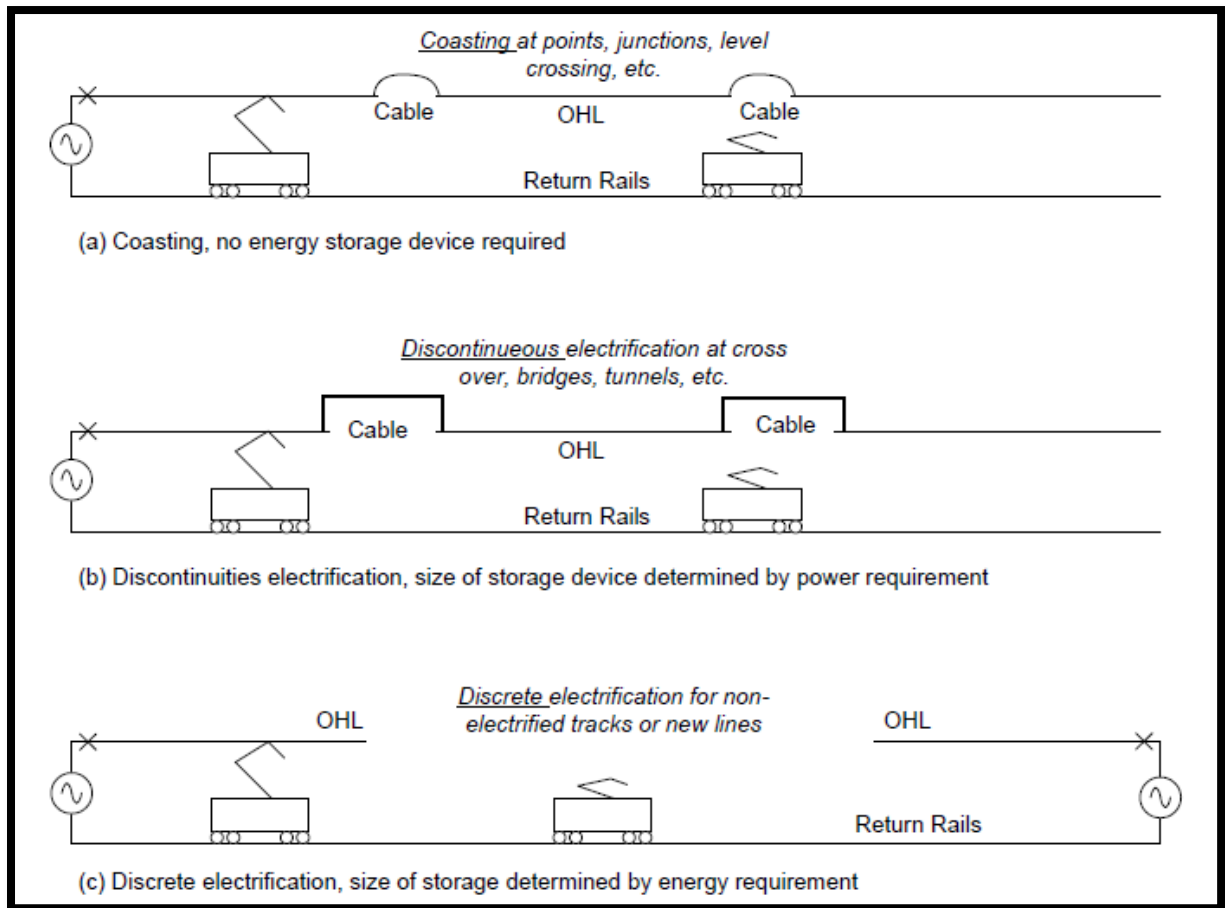 Coasting at points, junctions, level
crossing, etc.
Cable
OHL
Cable
Return Rails
(a) Coasting, no energy storage device required
Discontineous electrification at cross
over, bridges, tunnels, etc.
Cable
OHL
Cable
Return Rails
(b) Discontinuities electrification, size of storage device determined by power requirement
Discrete electrification for non-
electrified tracks or new lines
OHL
OHL
Return Rails
(c) Discrete electrification, size of storage determined by energy requirement